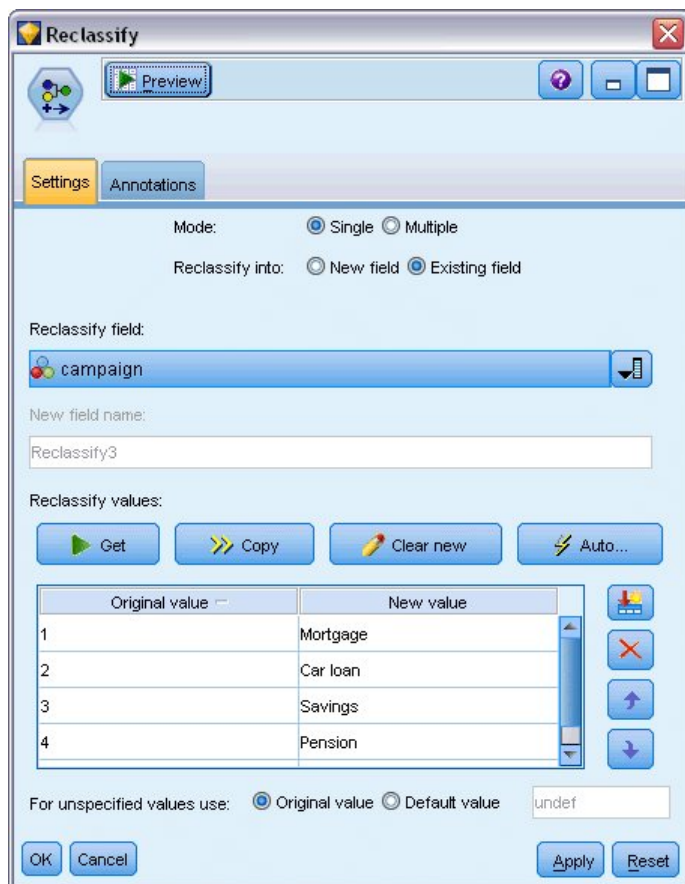 Reclassify
Preview
Settings Annotations
Mode: Single Multiple
Reclassify into: New field Existing field
Reclassify field:
campaign
New field name:
Reclassify3
Reclassify values:
Get Copy Clear new Auto...
Original value New value
1 Mortgage
2 Car loan
3 Savings
4 Pension
For unspecified values use: Original value Default value undef
OK Cancel Apply Reset